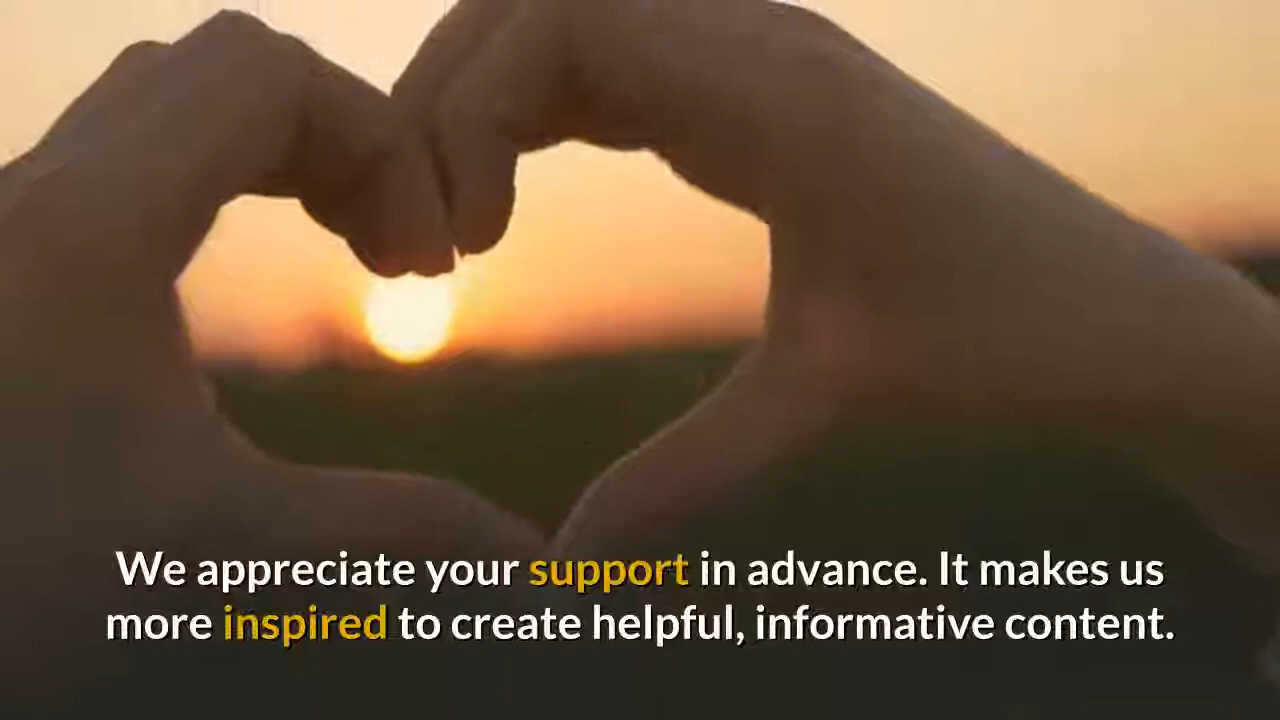 We appreciate your support in advance. It makes us
more inspired to create helpful, informative content.